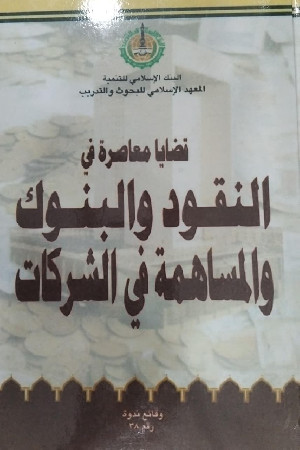 البنك الإسلامي للتنمية
المعهد الإسلامي للبحوث والتدريب
قضايا معاصرة في
النقود والبنوك
والمساهمة في الشركات
وقائع ندوة
رقم ٣٨